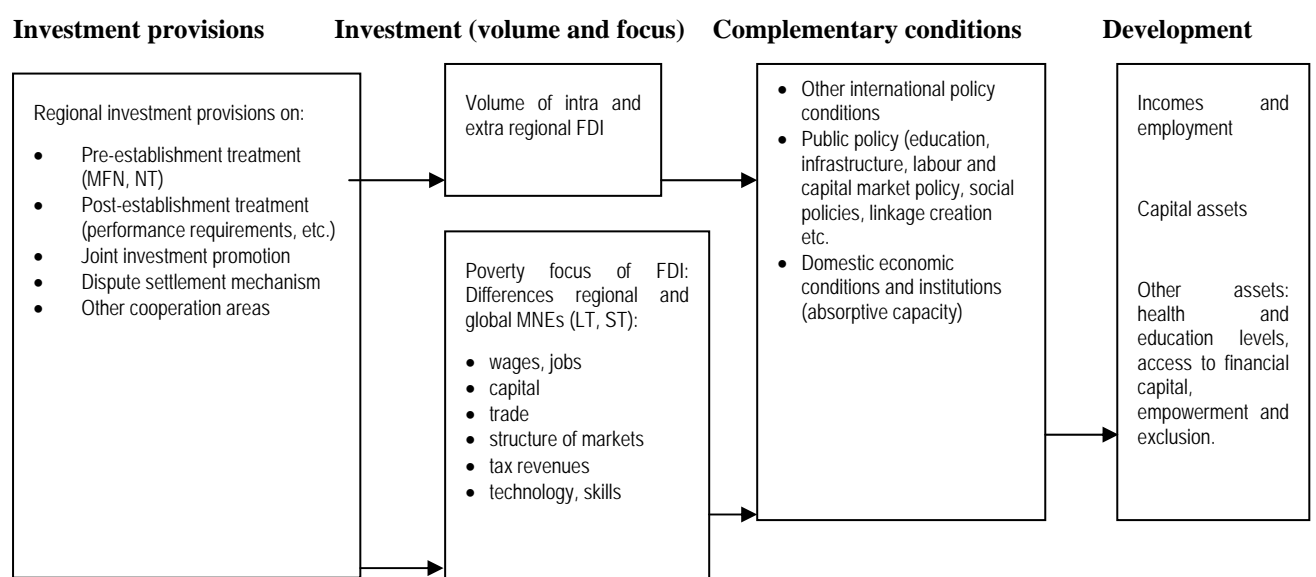 Investment provisions
Investment (volume and focus)
Complementary conditions
Development
Regional investment provisions on:
• Pre-establishment treatment
(MFN, NT)
• Post-establishment treatment
(performance requirements, etc.)
• Joint investment promotion
• Dispute settlement mechanism
• Other cooperation areas
Volume of intra and
extra regional FDI
Poverty focus of FDI:
Differences regional and
global MNEs (LT, ST):
• wages, jobs
• capital
• trade
• structure of markets
• tax revenues
• technology, skills
• Other international policy
conditions
• Public policy (education,
infrastructure, labour and
capital market policy, social
policies, linkage creation
etc.
• Domestic economic
conditions and institutions
(absorptive capacity)
Incomes and
employment
Capital assets
Other assets:
health and
education levels,
access to financial
capital,
empowerment and
exclusion.